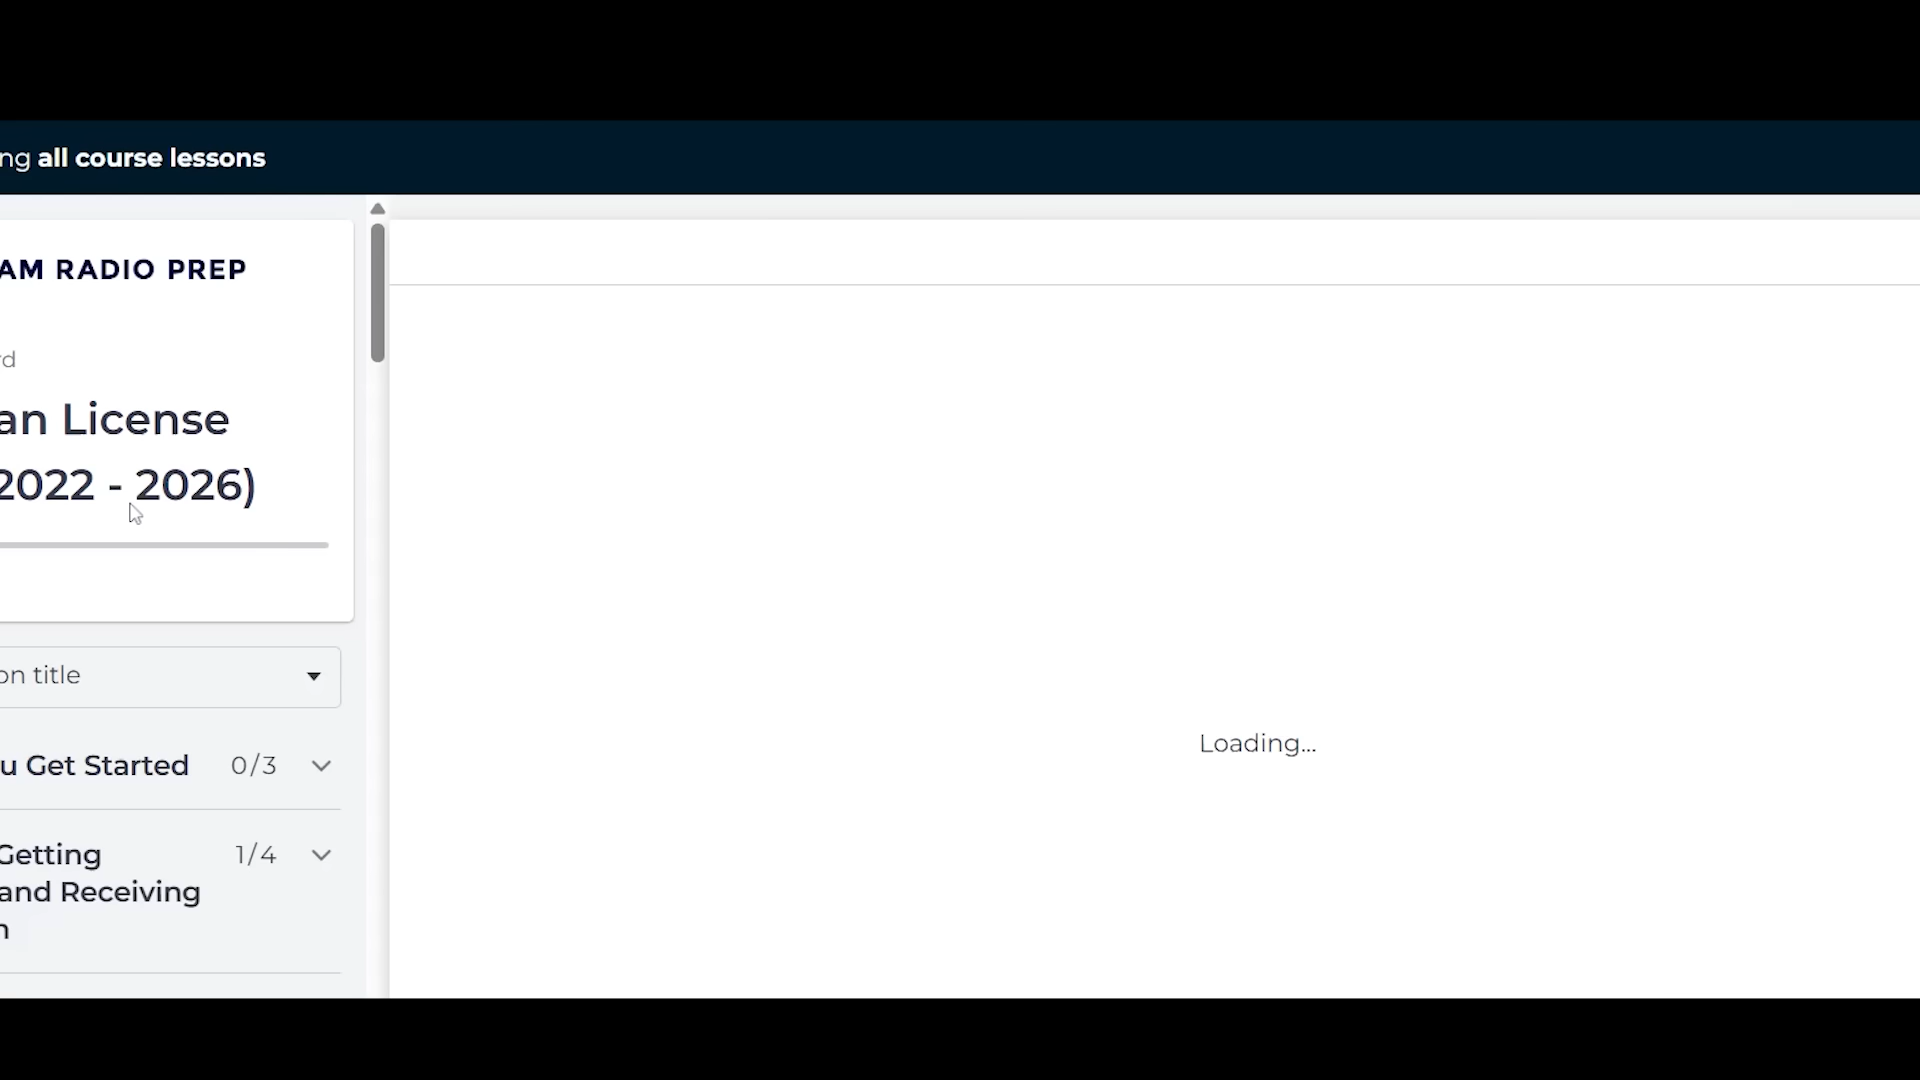 ng all course lessons
AM RADIO PREP
rd
an License
2022 - 2026)
on title
u Get Started 0/3
Getting 1/4
and Receiving
n
Loading...